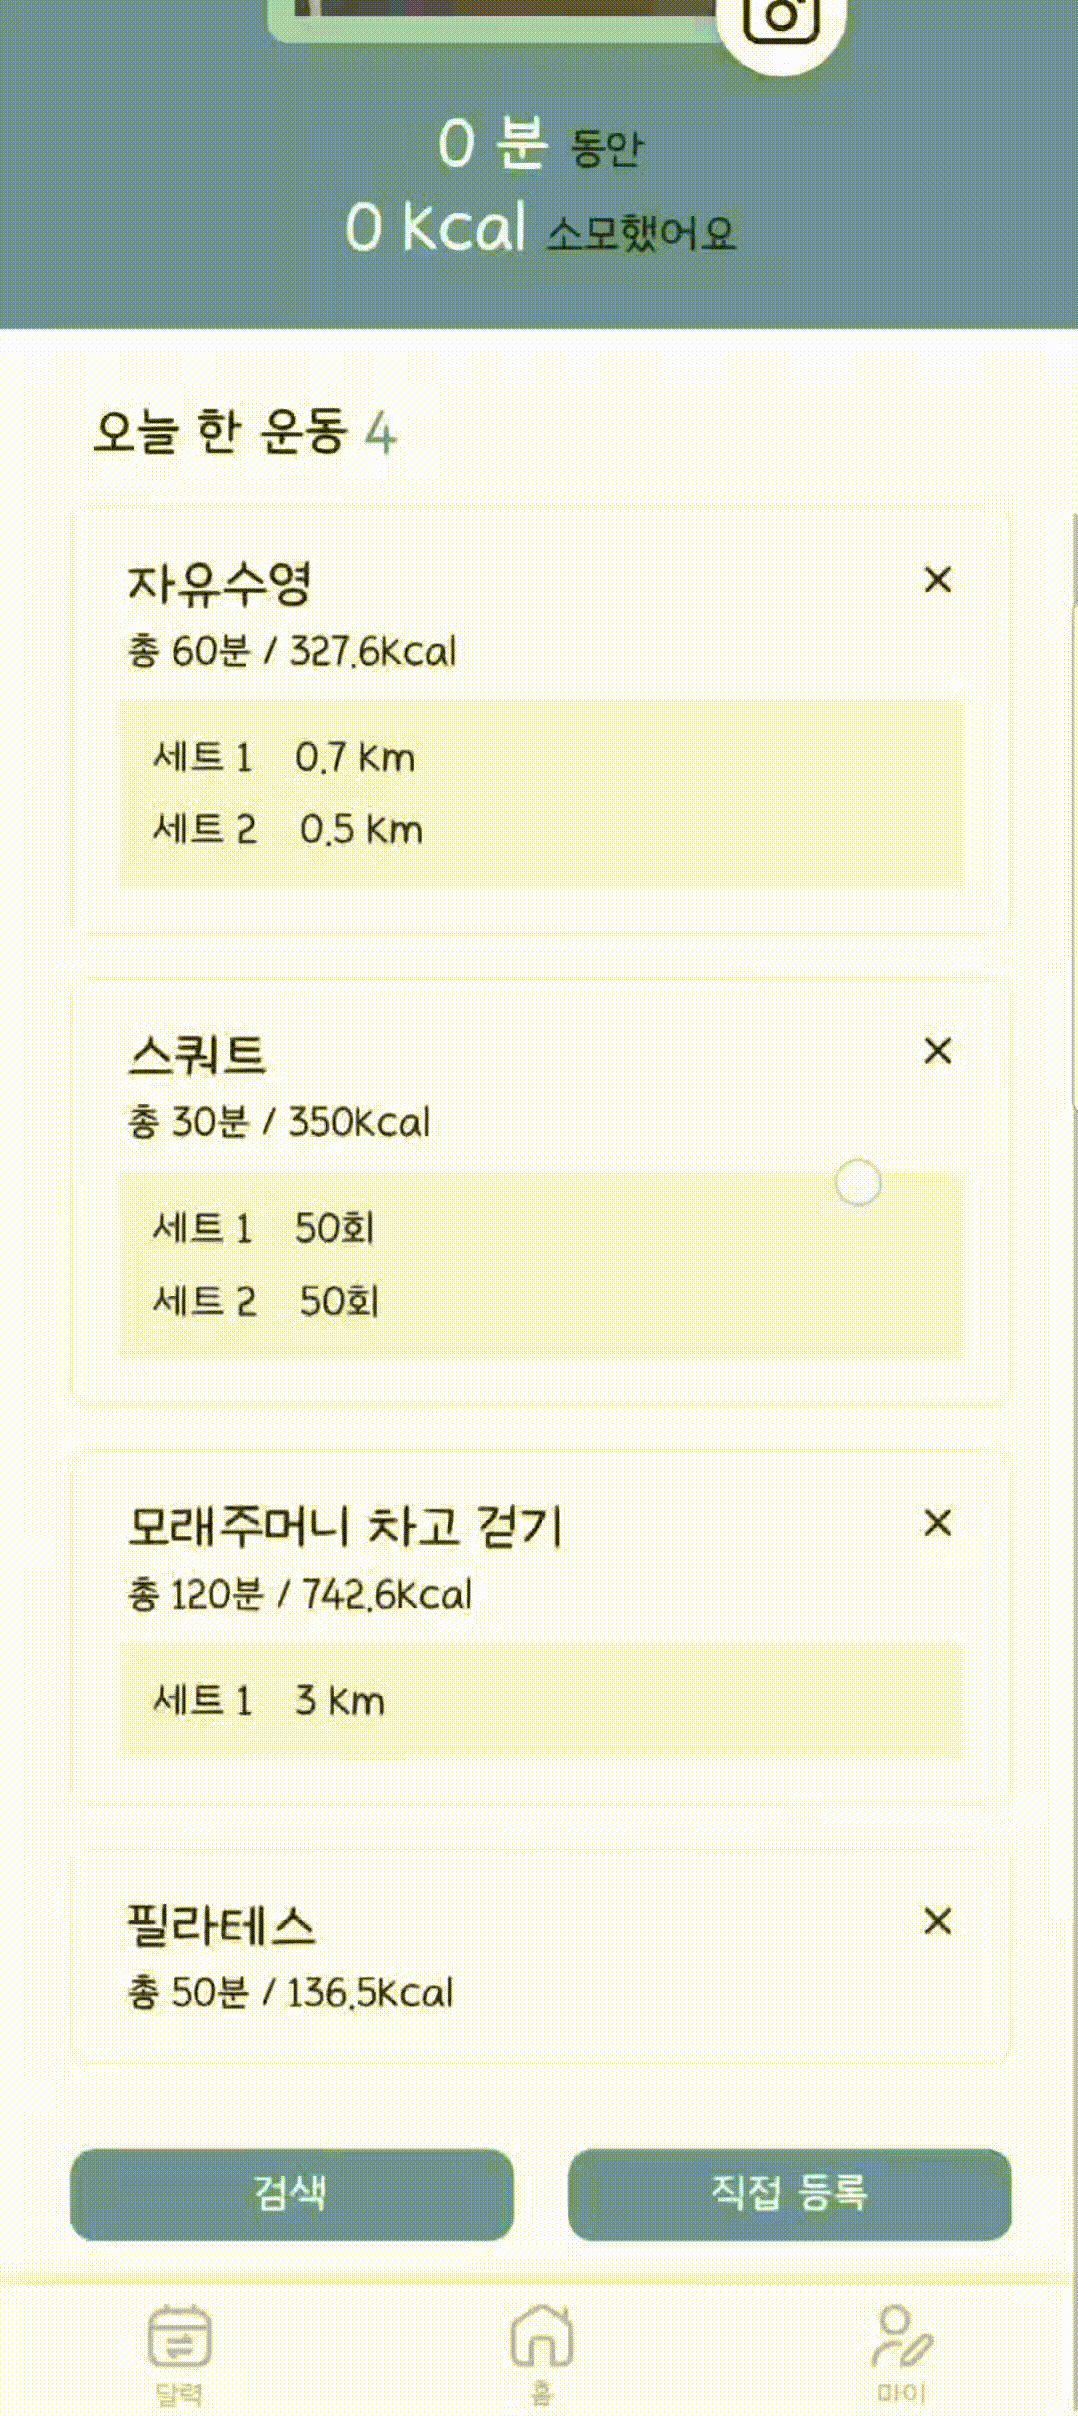 0 분 동안
0 Kcal 소모했어요
오늘 한 운동 4
자유수영
총 60분 / 327.6Kcal
세트 1 0.7 Km
세트 2 0.5 Km
스쿼트
총 30분 / 350Kcal
세트 1 50회
세트 2 50회
모래주머니 차고 걷기
총 120분 / 742.6Kcal
세트 1 3 Km
필라테스
총 50분 / 136.5Kcal
검색 직접 등록
달력 홈 마이